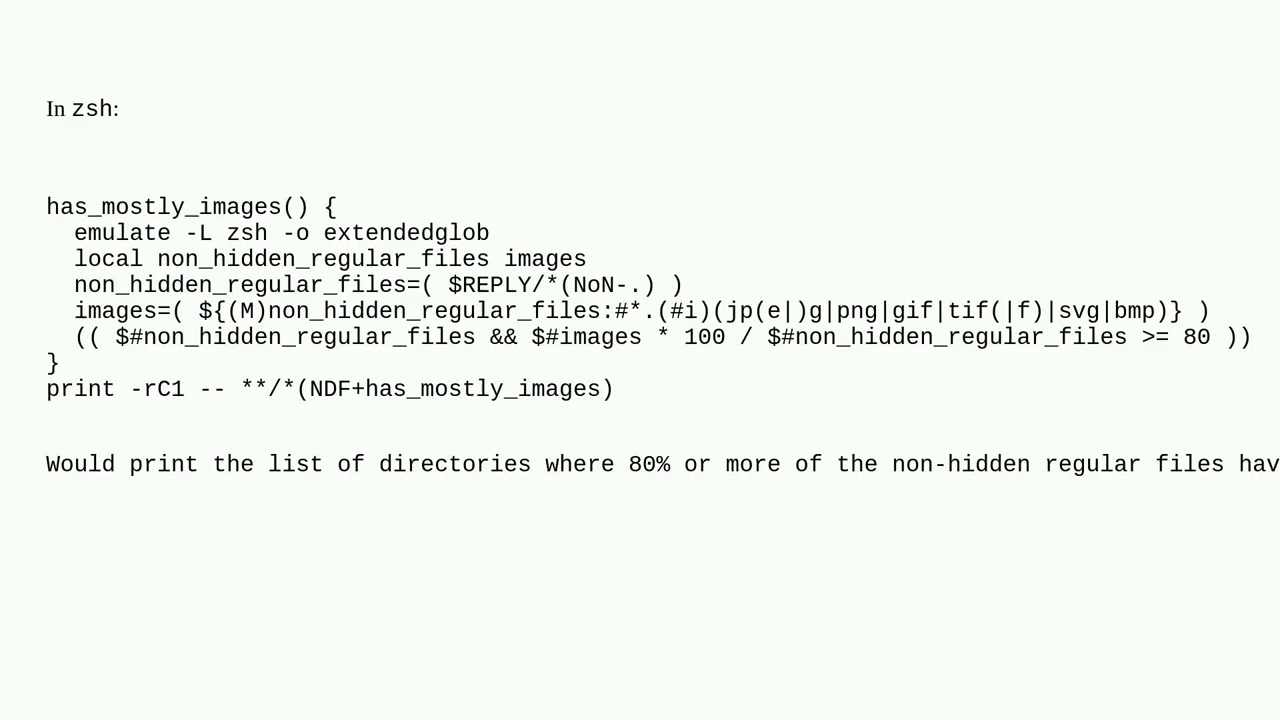 In zsh:
has_mostly_images() {
  emulate -L zsh -o extendedglob
  local non_hidden_regular_files images
  non_hidden_regular_files=( $REPLY/*(NoN-.) )
  images=( ${(M)non_hidden_regular_files:#*.(#i)(jp(e|)g|png|gif|tif(|f)|svg|bmp)} )
  (( $#non_hidden_regular_files && $#images * 100 / $#non_hidden_regular_files >= 80 ))
}
print -rC1 -- **/*(NDF+has_mostly_images)
Would print the list of directories where 80% or more of the non-hidden regular files